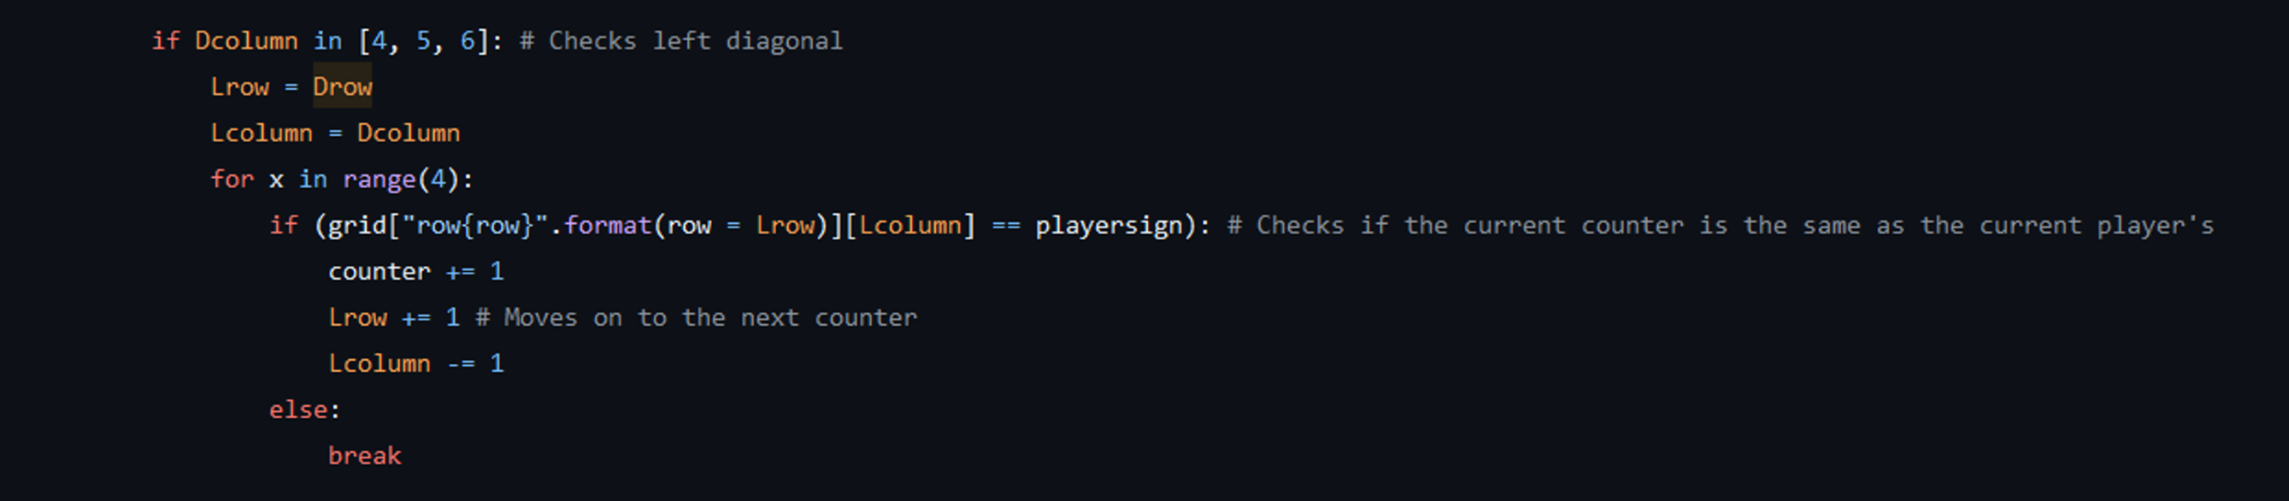 if Dcolumn in [4, 5, 6]: # Checks left diagonal
    Lrow = Drow
    Lcolumn = Dcolumn
    for x in range(4):
        if (grid["row{row}".format(row = Lrow)][Lcolumn] == playersign): # Checks if the current counter is the same as the current player's
            counter += 1
            Lrow += 1 # Moves on to the next counter
            Lcolumn -= 1
        else:
            break